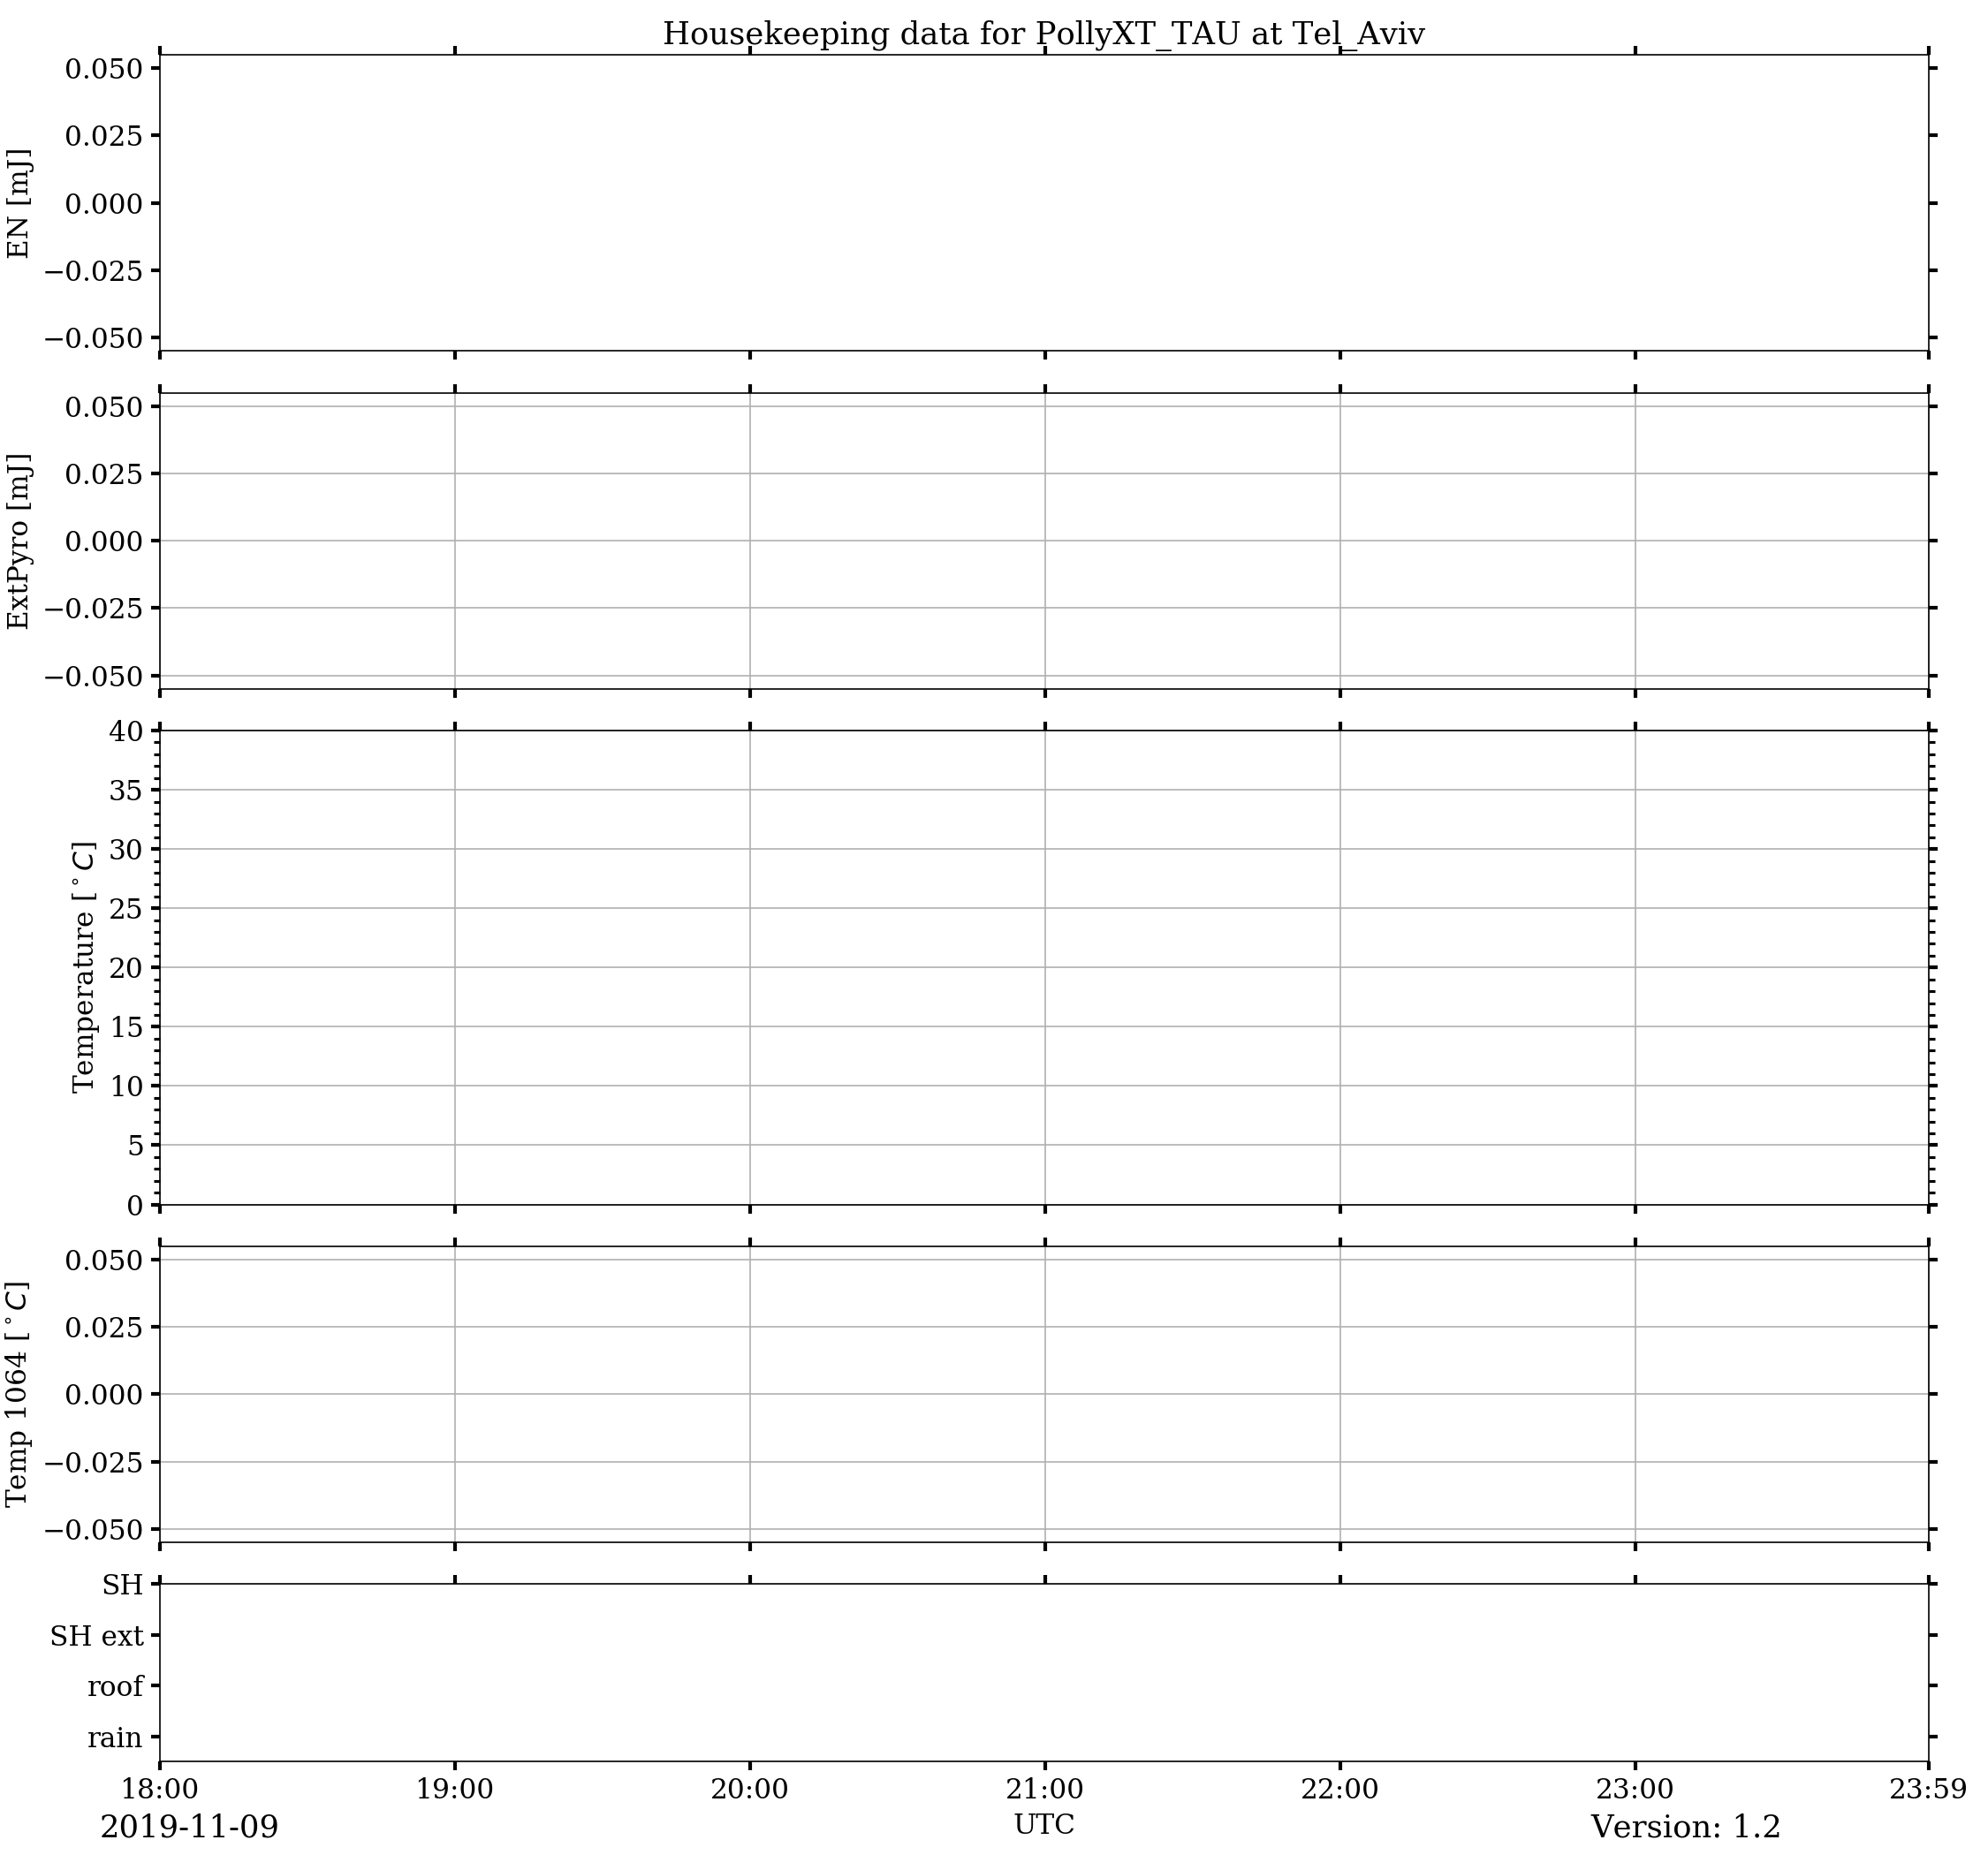 Housekeeping data for PollyXT_TAU at Tel_Aviv
0.050
0.025
0.000
−0.025
−0.050
EN [mJ]
0.050
0.025
0.000
−0.025
−0.050
ExtPyro [mJ]
40
35
30
25
20
15
10
5
0
Temperature [°C]
0.050
0.025
0.000
−0.025
−0.050
Temp 1064 [°C]
SH
SH ext
roof
rain
18:00 19:00 20:00 21:00 22:00 23:00 23:59
2019-11-09 UTC Version: 1.2